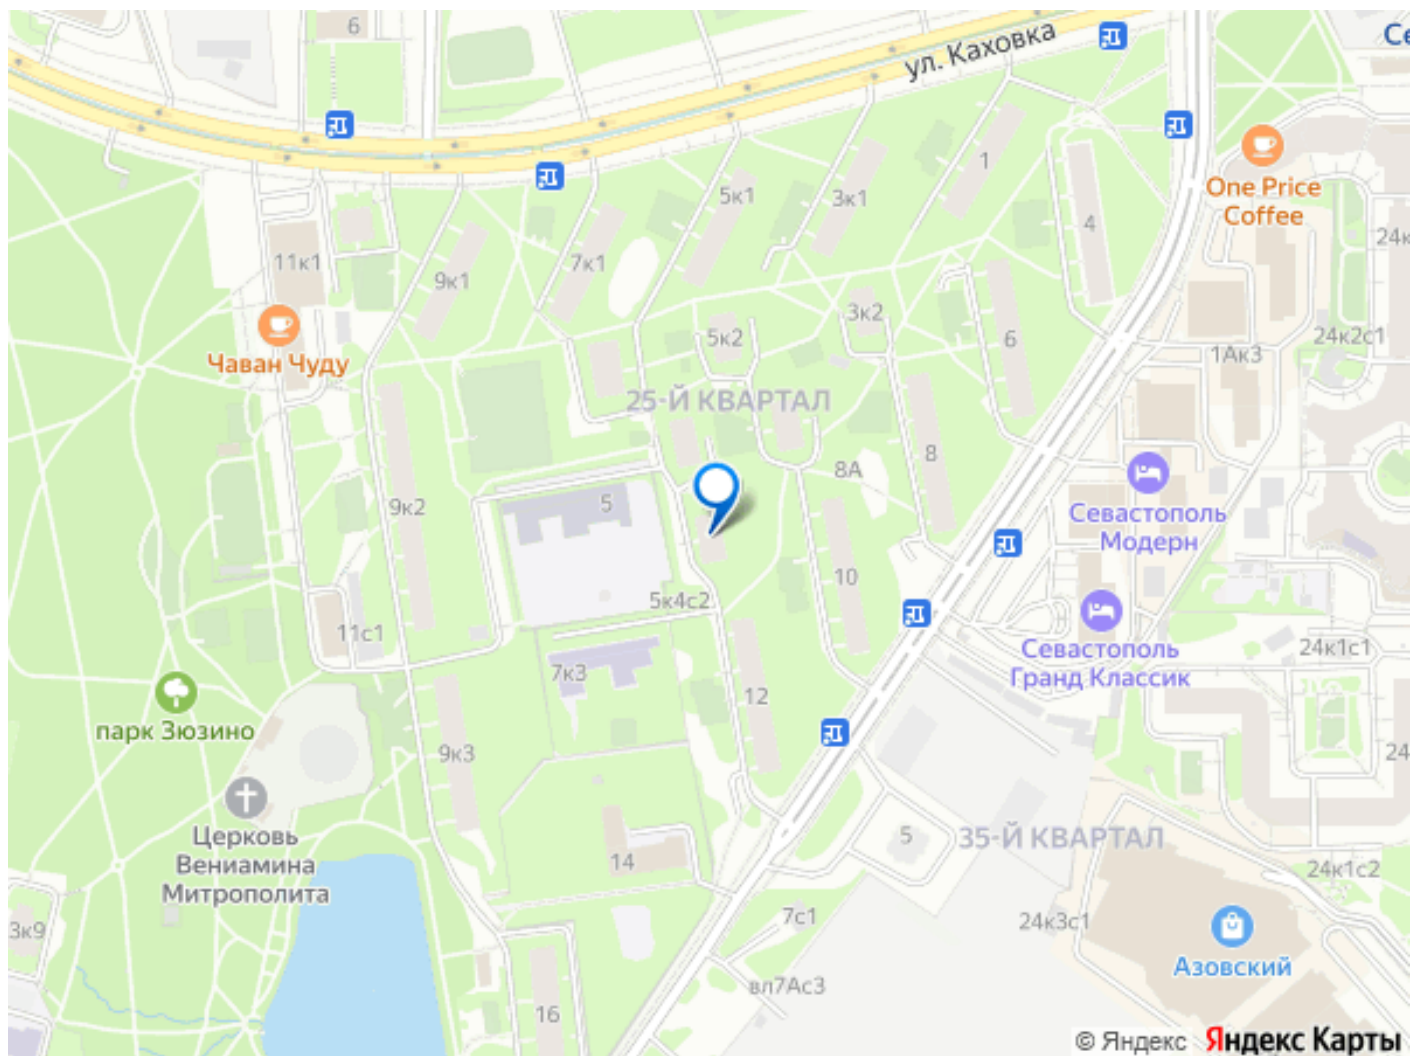 6
ул. Каховка
Се
1
5к1
3к1
4
One Price
Coffee
24к
11к1
9к1
7к1
3к2
5к2
6
24к2с1
1Ак3
Чаван Чуду
25-Й КВАРТАЛ
8
8А
9к2
5
Севастополь
Модерн
10
5к4с2
11с1
Севастополь
Гранд Классик
24к1с1
7к3
12
парк Зюзино
9к3
24
Церковь
Вениамина
Митрополита
14
5
35-Й КВАРТАЛ
24к1с2
3к9
7с1
24к3с1
Азовский
вл7Ас3
16
© Яндекс Яндекс Карты